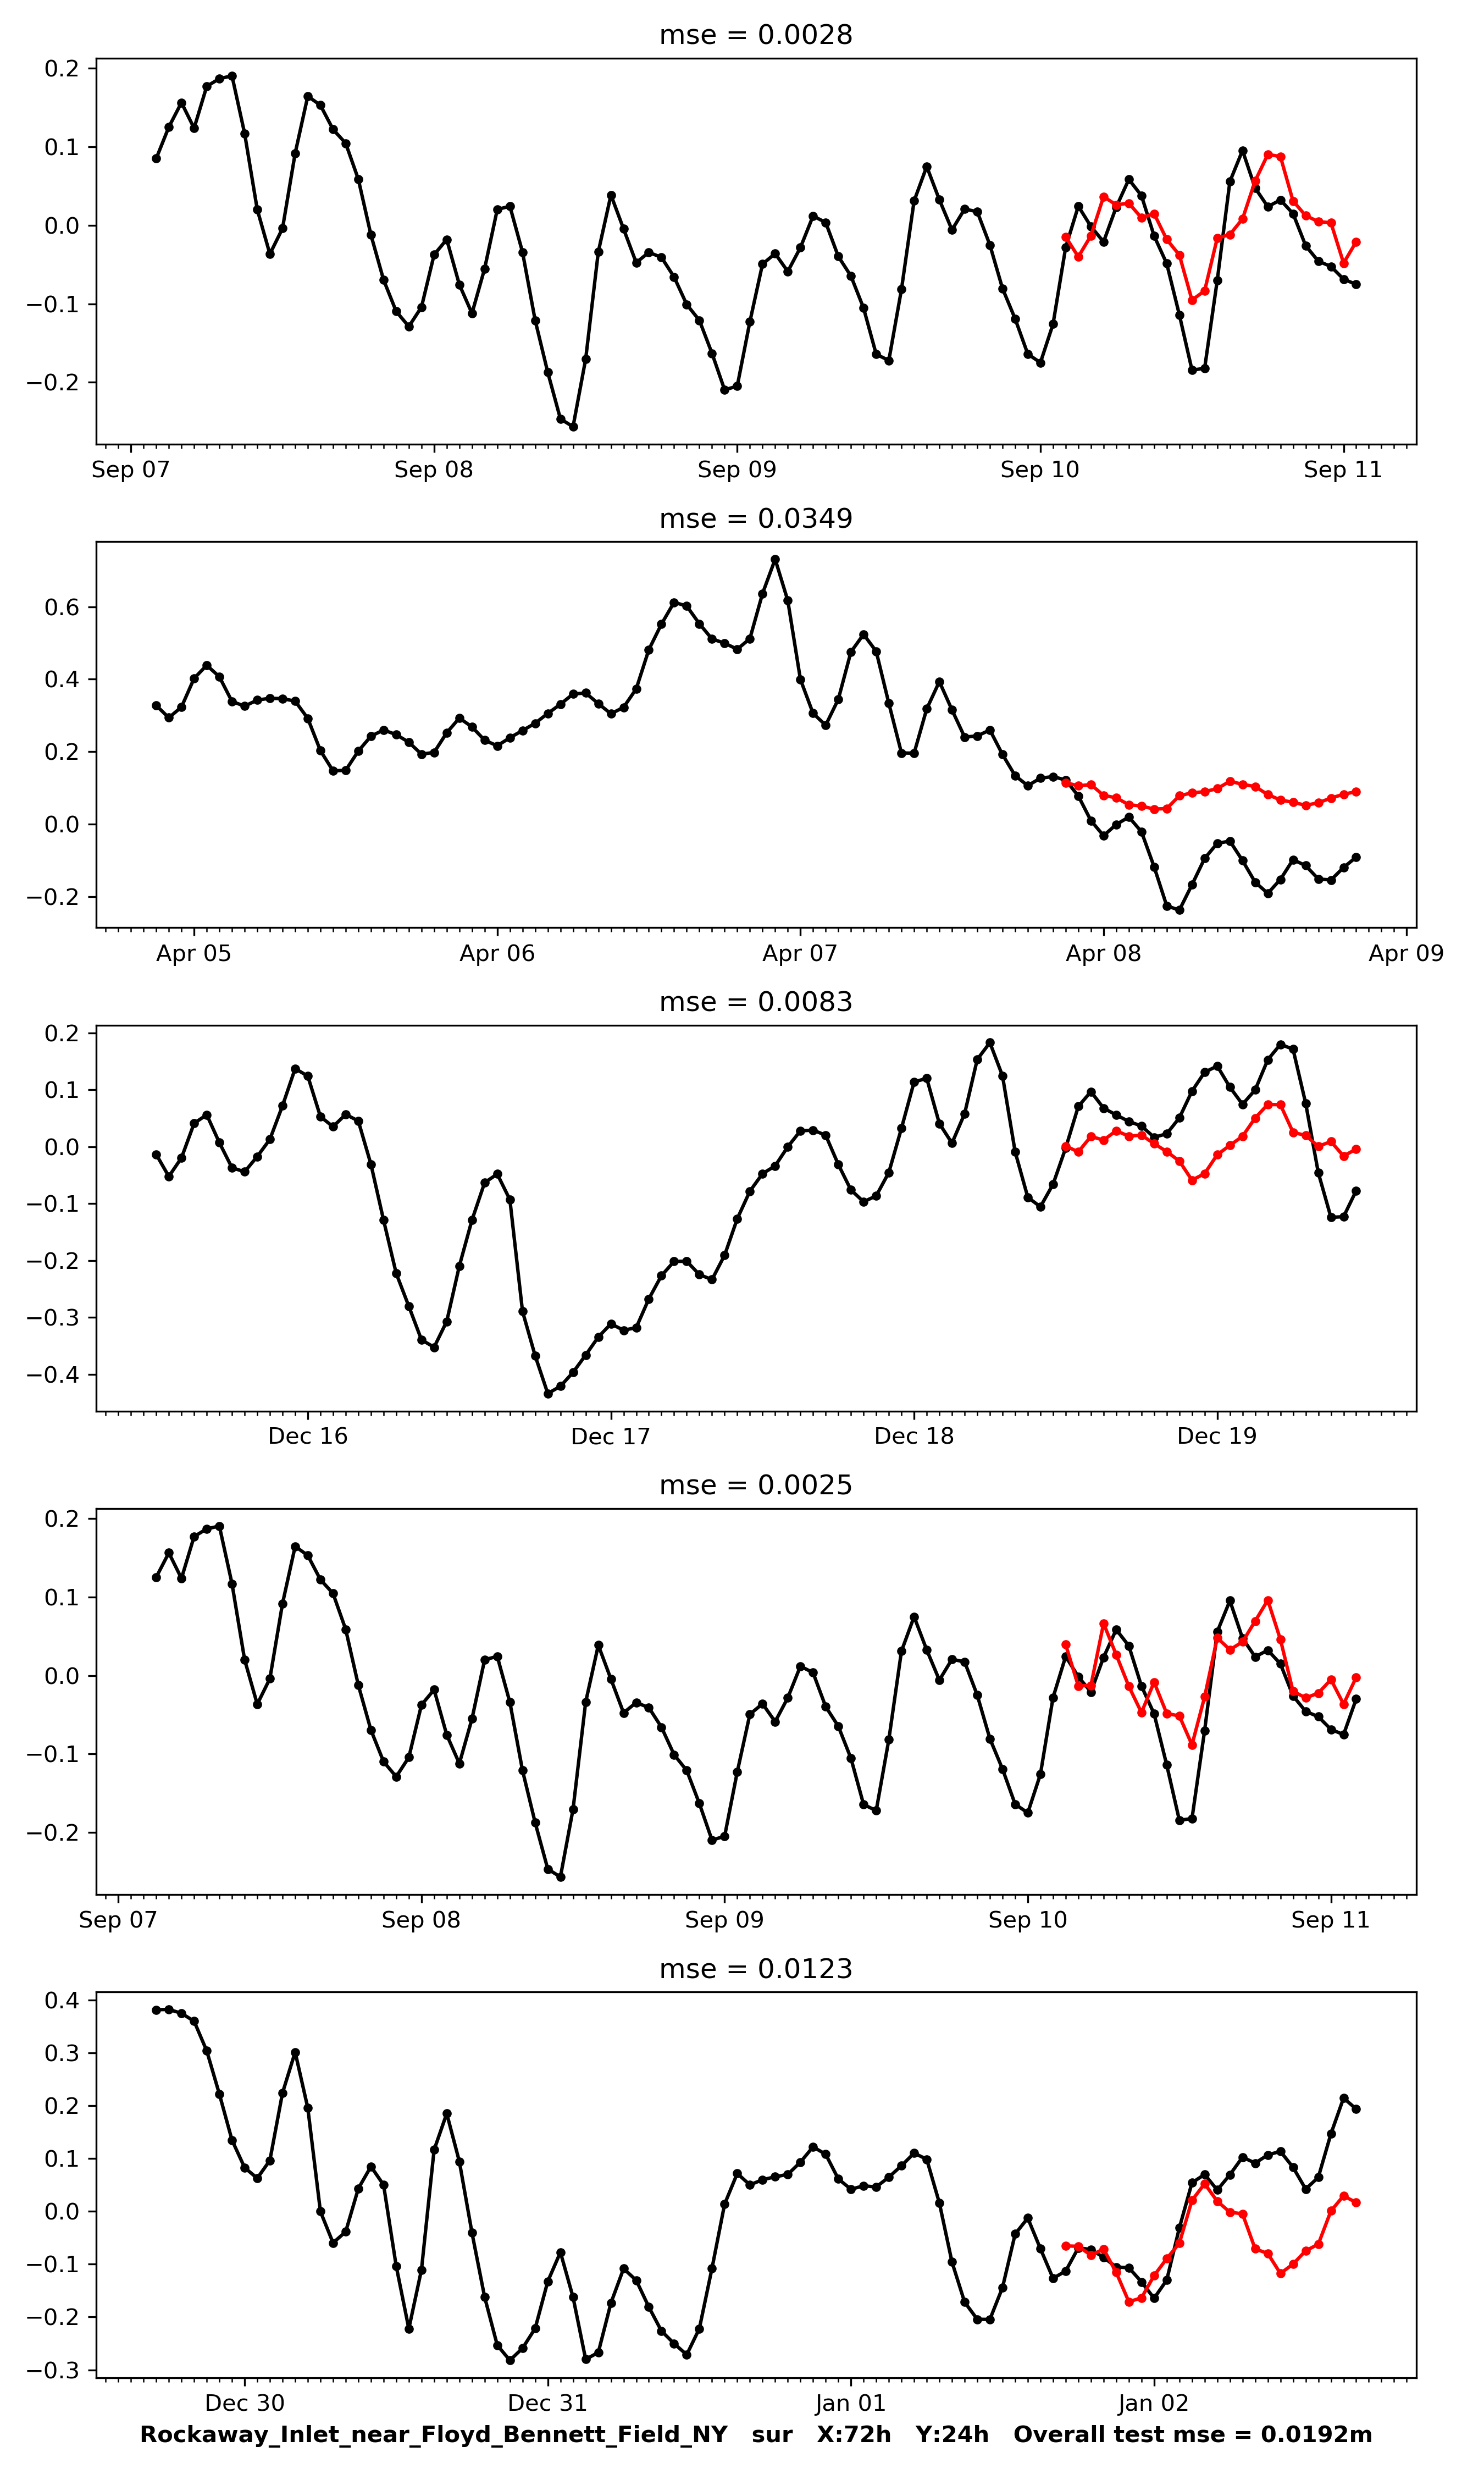 mse = 0.0028
0.2
0.1
0.0
−0.1
−0.2
Sep 07 Sep 08 Sep 09 Sep 10 Sep 11
mse = 0.0349
0.6
0.4
0.2
0.0
−0.2
Apr 05 Apr 06 Apr 07 Apr 08 Apr 09
mse = 0.0083
0.2
0.1
0.0
−0.1
−0.2
−0.3
−0.4
Dec 16 Dec 17 Dec 18 Dec 19
mse = 0.0025
0.2
0.1
0.0
−0.1
−0.2
Sep 07 Sep 08 Sep 09 Sep 10 Sep 11
mse = 0.0123
0.4
0.3
0.2
0.1
0.0
−0.1
−0.2
−0.3
Dec 30 Dec 31 Jan 01 Jan 02
Rockaway_Inlet_near_Floyd_Bennett_Field_NY sur X:72h Y:24h Overall test mse = 0.0192m